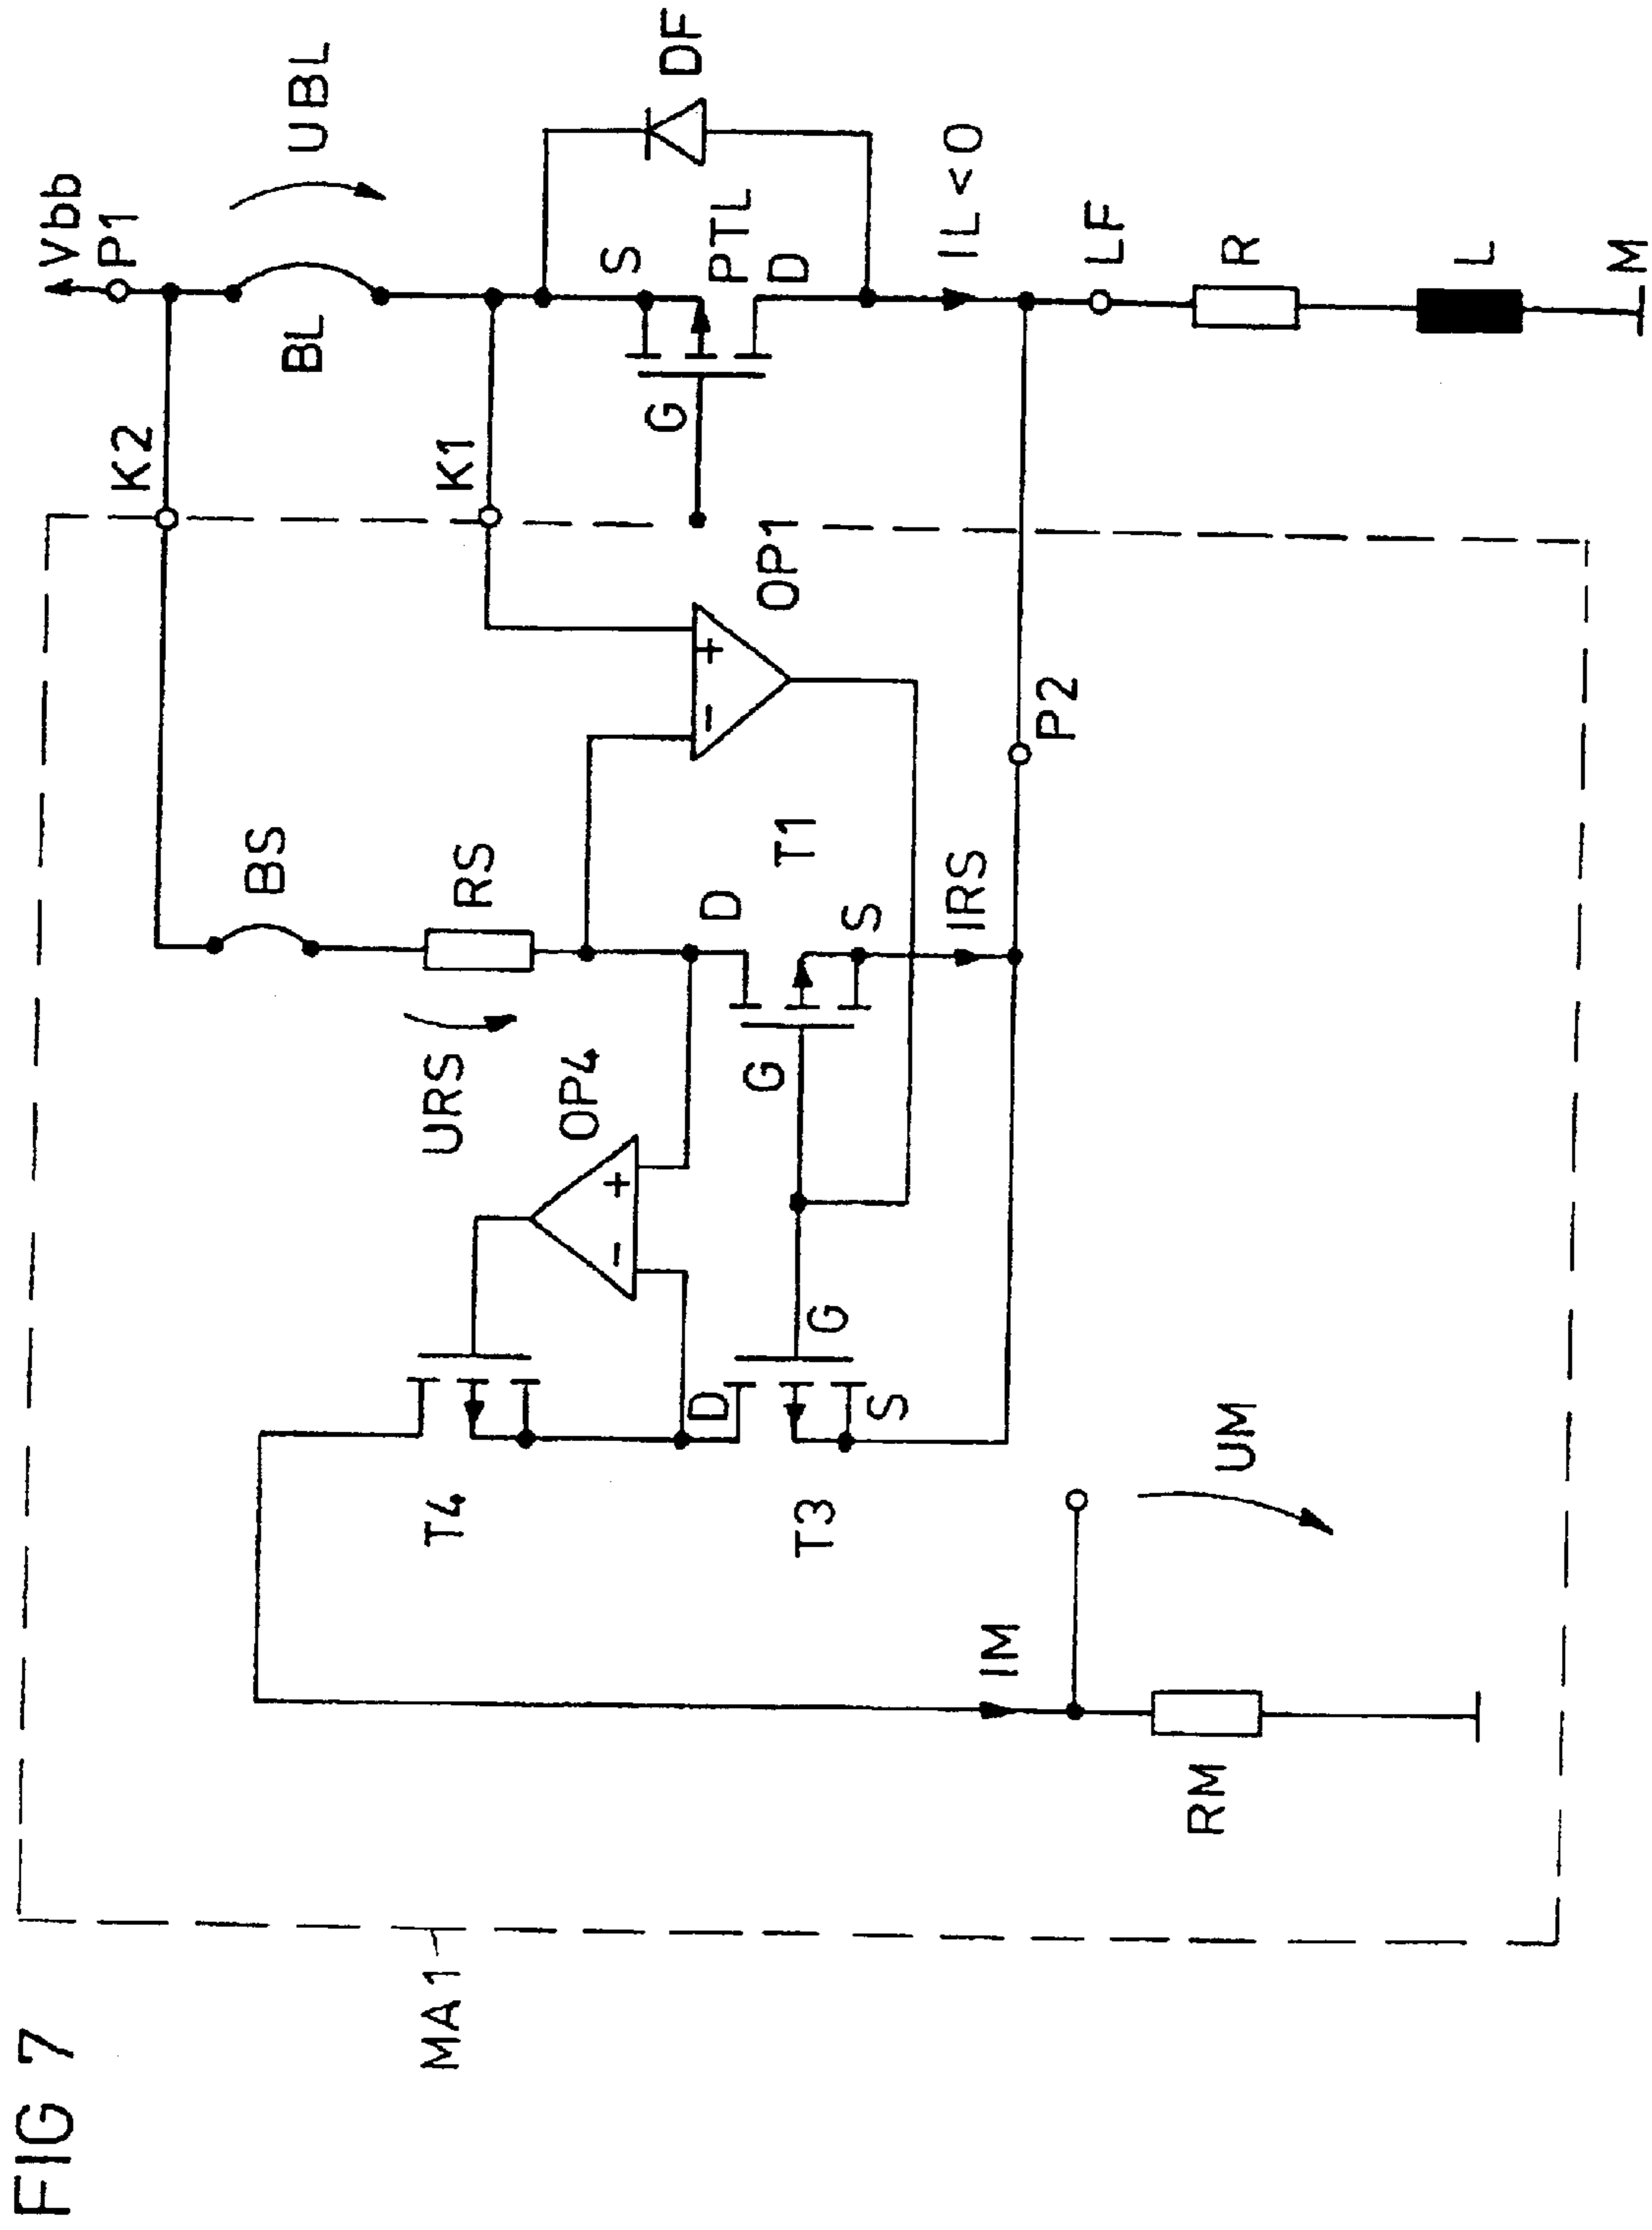 FIG 7
MA1
Vbb
P1
UBL
BL
K2
K1
S
G
PTL
D
DF
IL<0
LF
R
L
M
BS
RS
URS
OP1
+
-
OP4
+
-
D
T1
G
S
IRS
P2
T4
D
G
S
T3
IM
UM
RM